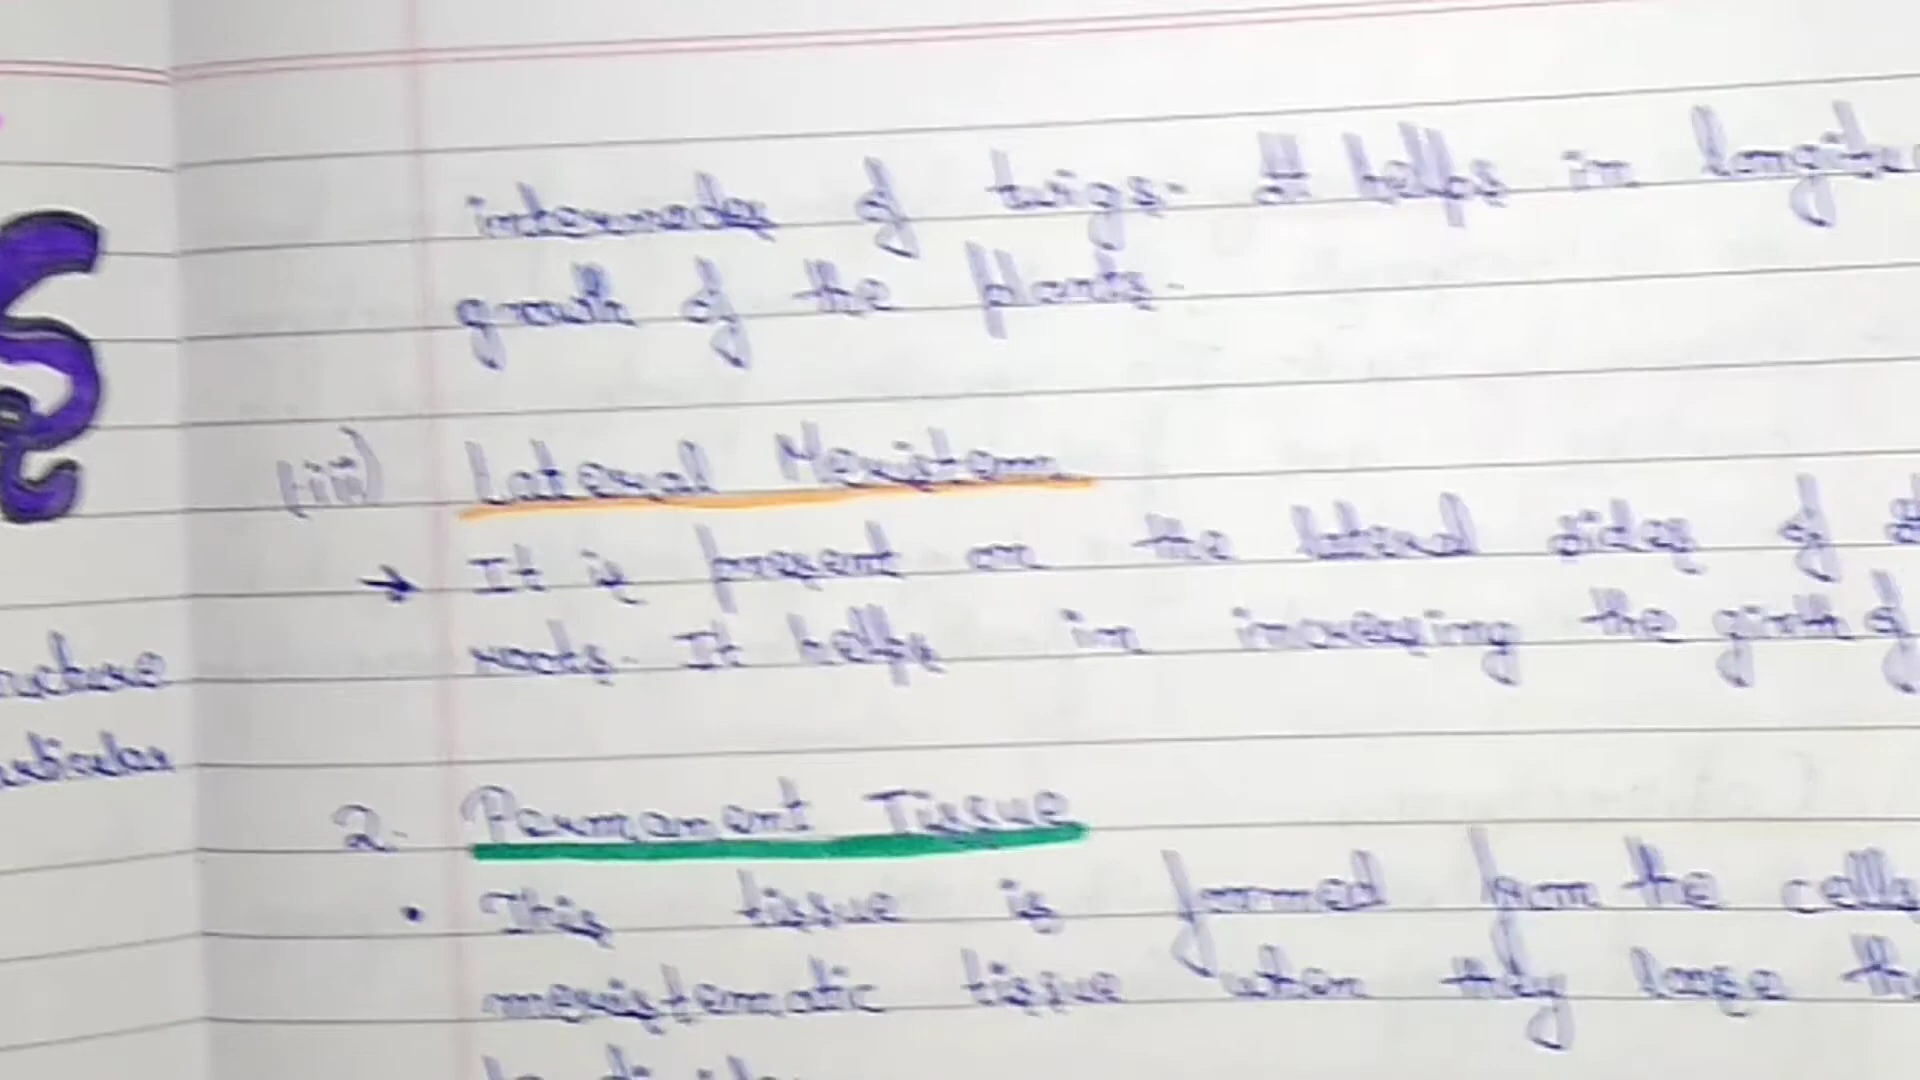 internodes of twigs. It helps in
growth of the plants.
(iii) Lateral Meristem
→ It is present on the lateral sides of
roots. It helps in increasing the girth of
2. Permanent Tissue
• This tissue is formed from the cells
meristematic tissue when they loose